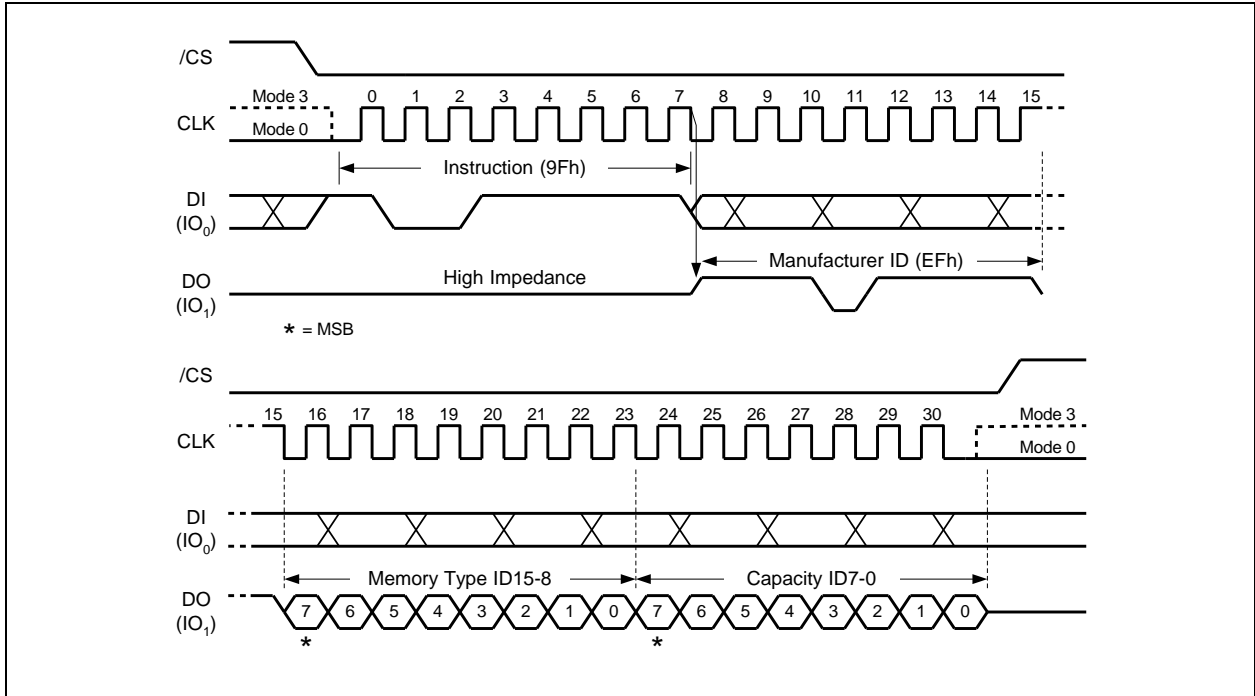 /CS
Mode 3 0 1 2 3 4 5 6 7 8 9 10 11 12 13 14 15
CLK
Mode 0
Instruction (9Fh)
DI
(IO0)
Manufacturer ID (EFh)
High Impedance
DO
(IO1)
* = MSB
/CS
15 16 17 18 19 20 21 22 23 24 25 26 27 28 29 30 Mode 3
CLK
Mode 0
DI
(IO0)
Memory Type ID15-8 Capacity ID7-0
DO 7 6 5 4 3 2 1 0 7 6 5 4 3 2 1 0
(IO1)
* *